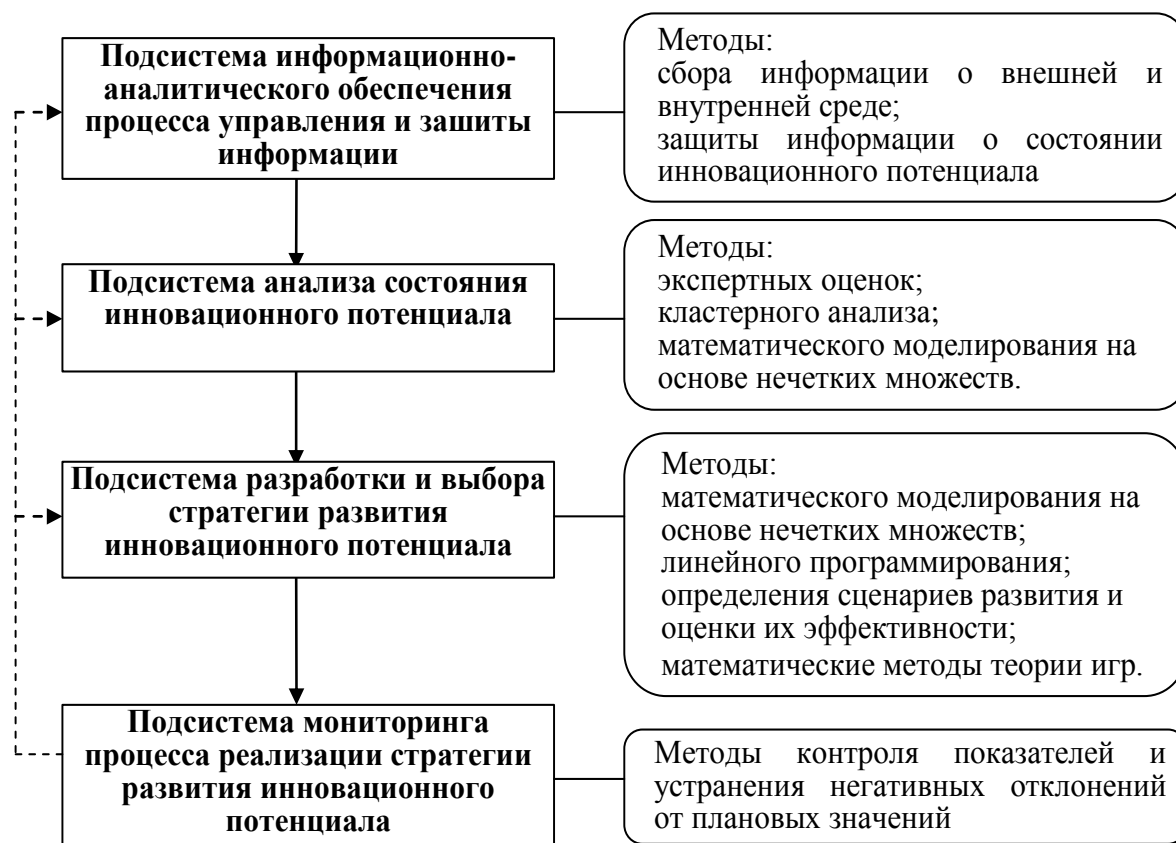 Подсистема информационно-
аналитического обеспечения
процесса управления и зашиты
информации
Методы:
сбора информации о внешней и
внутренней среде;
защиты информации о состоянии
инновационного потенциала
Подсистема анализа состояния
инновационного потенциала
Методы:
экспертных оценок;
кластерного анализа;
математического моделирования на
основе нечетких множеств.
Подсистема разработки и выбора
стратегии развития
инновационного потенциала
Методы:
математического моделирования на
основе нечетких множеств;
линейного программирования;
определения сценариев развития и
оценки их эффективности;
математические методы теории игр.
Подсистема мониторинга
процесса реализации стратегии
развития инновационного
потенциала
Методы контроля показателей и
устранения негативных отклонений
от плановых значений